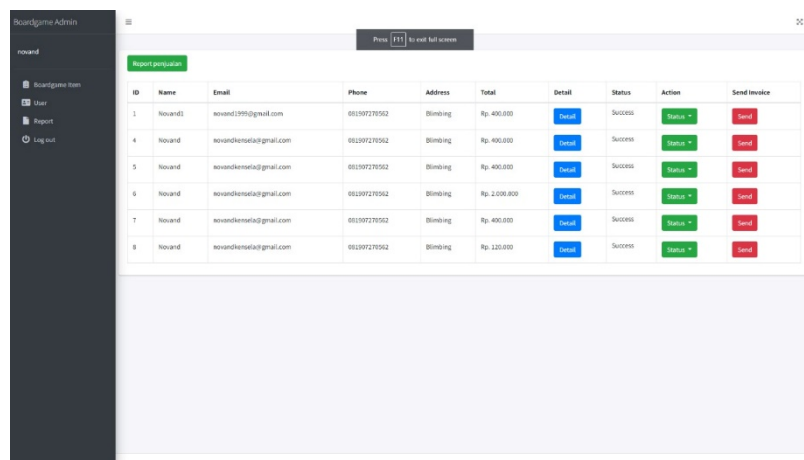 Boardgame Admin
Press F11 to exit full screen
novand
Report penjualan
Boardgame Item
User
Report
Log out
ID Name Email Phone Address Total Detail Status Action Send Invoice
1 Novand1 novand1999@gmail.com 081907270562 Blimbing Rp. 400.000 Detail Success Status Send
4 Novand novandkensela@gmail.com 081907270562 Blimbing Rp. 400.000 Detail Success Status Send
5 Novand novandkensela@gmail.com 081907270562 Blimbing Rp. 400.000 Detail Success Status Send
6 Novand novandkensela@gmail.com 081907270562 Blimbing Rp. 2.000.000 Detail Success Status Send
7 Novand novandkensela@gmail.com 081907270562 Blimbing Rp. 400.000 Detail Success Status Send
8 Novand novandkensela@gmail.com 081907270562 Blimbing Rp. 120.000 Detail Success Status Send